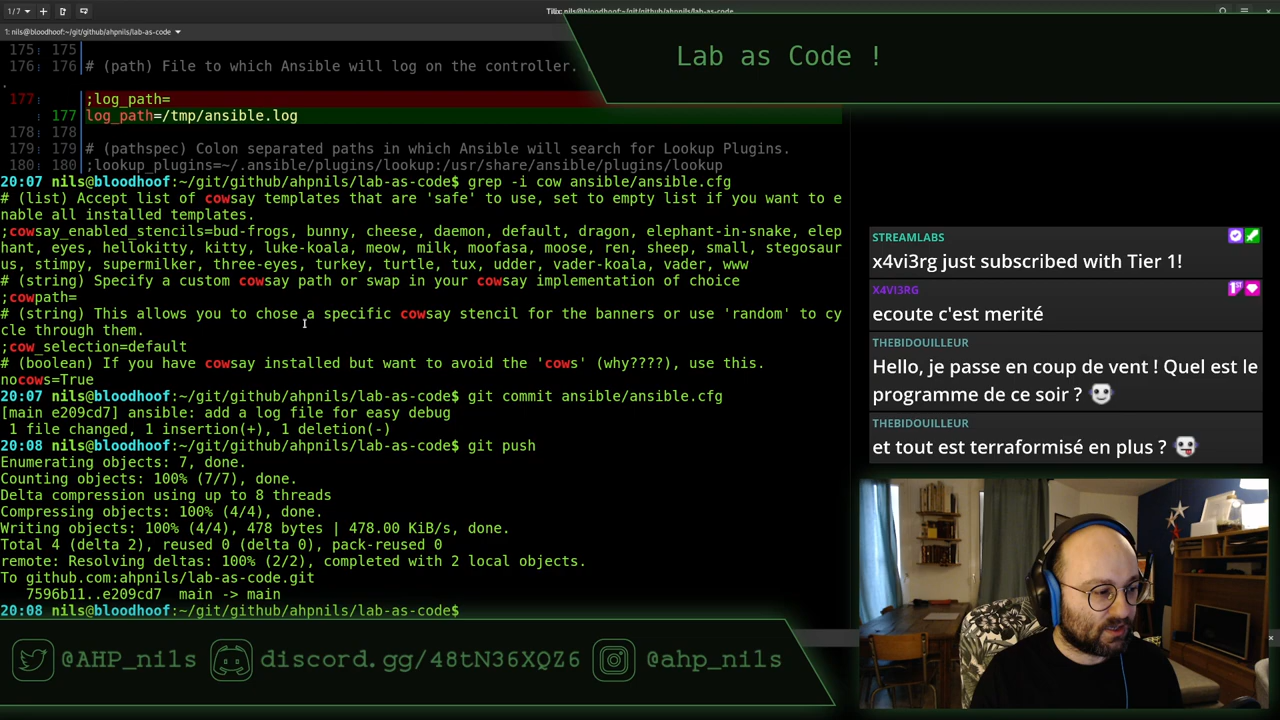 1/7
Tilix: nils@bloodhoof:~/git/github/ahpnils/lab-as-code
1: nils@bloodhoof:~/git/github/ahpnils/lab-as-code
Lab as Code !
175 175
176 176 # (path) File to which Ansible will log on the controller.
177 ;log_path=
177 log_path=/tmp/ansible.log
178 178
179 179 # (pathspec) Colon separated paths in which Ansible will search for Lookup Plugins.
180 180 ;lookup_plugins=~/.ansible/plugins/lookup:/usr/share/ansible/plugins/lookup
20:07 nils@bloodhoof:~/git/github/ahpnils/lab-as-code$ grep -i cow ansible/ansible.cfg
# (list) Accept list of cowsay templates that are 'safe' to use, set to empty list if you want to e
nable all installed templates.
;cowsay_enabled_stencils=bud-frogs, bunny, cheese, daemon, default, dragon, elephant-in-snake, elep
hant, eyes, hellokitty, kitty, luke-koala, meow, milk, moofasa, moose, ren, sheep, small, stegosaur
us, stimpy, supermilker, three-eyes, turkey, turtle, tux, udder, vader-koala, vader, www
# (string) Specify a custom cowsay path or swap in your cowsay implementation of choice
;cowpath=
# (string) This allows you to chose a specific cowsay stencil for the banners or use 'random' to cy
cle through them.
;cow_selection=default
# (boolean) If you have cowsay installed but want to avoid the 'cows' (why????), use this.
nocows=True
20:07 nils@bloodhoof:~/git/github/ahpnils/lab-as-code$ git commit ansible/ansible.cfg
[main e209cd7] ansible: add a log file for easy debug
1 file changed, 1 insertion(+), 1 deletion(-)
20:08 nils@bloodhoof:~/git/github/ahpnils/lab-as-code$ git push
Enumerating objects: 7, done.
Counting objects: 100% (7/7), done.
Delta compression using up to 8 threads
Compressing objects: 100% (4/4), done.
Writing objects: 100% (4/4), 478 bytes | 478.00 KiB/s, done.
Total 4 (delta 2), reused 0 (delta 0), pack-reused 0
remote: Resolving deltas: 100% (2/2), completed with 2 local objects.
To github.com:ahpnils/lab-as-code.git
7596b11..e209cd7 main -> main
20:08 nils@bloodhoof:~/git/github/ahpnils/lab-as-code$
STREAMLABS
x4vi3rg just subscribed with Tier 1!
X4VI3RG
ecoute c'est merité
THEBIDOUILLEUR
Hello, je passe en coup de vent ! Quel est le
programme de ce soir ?
THEBIDOUILLEUR
et tout est terraformisé en plus ?
@AHP_nils discord.gg/48tN36XQZ6 @ahp_nils